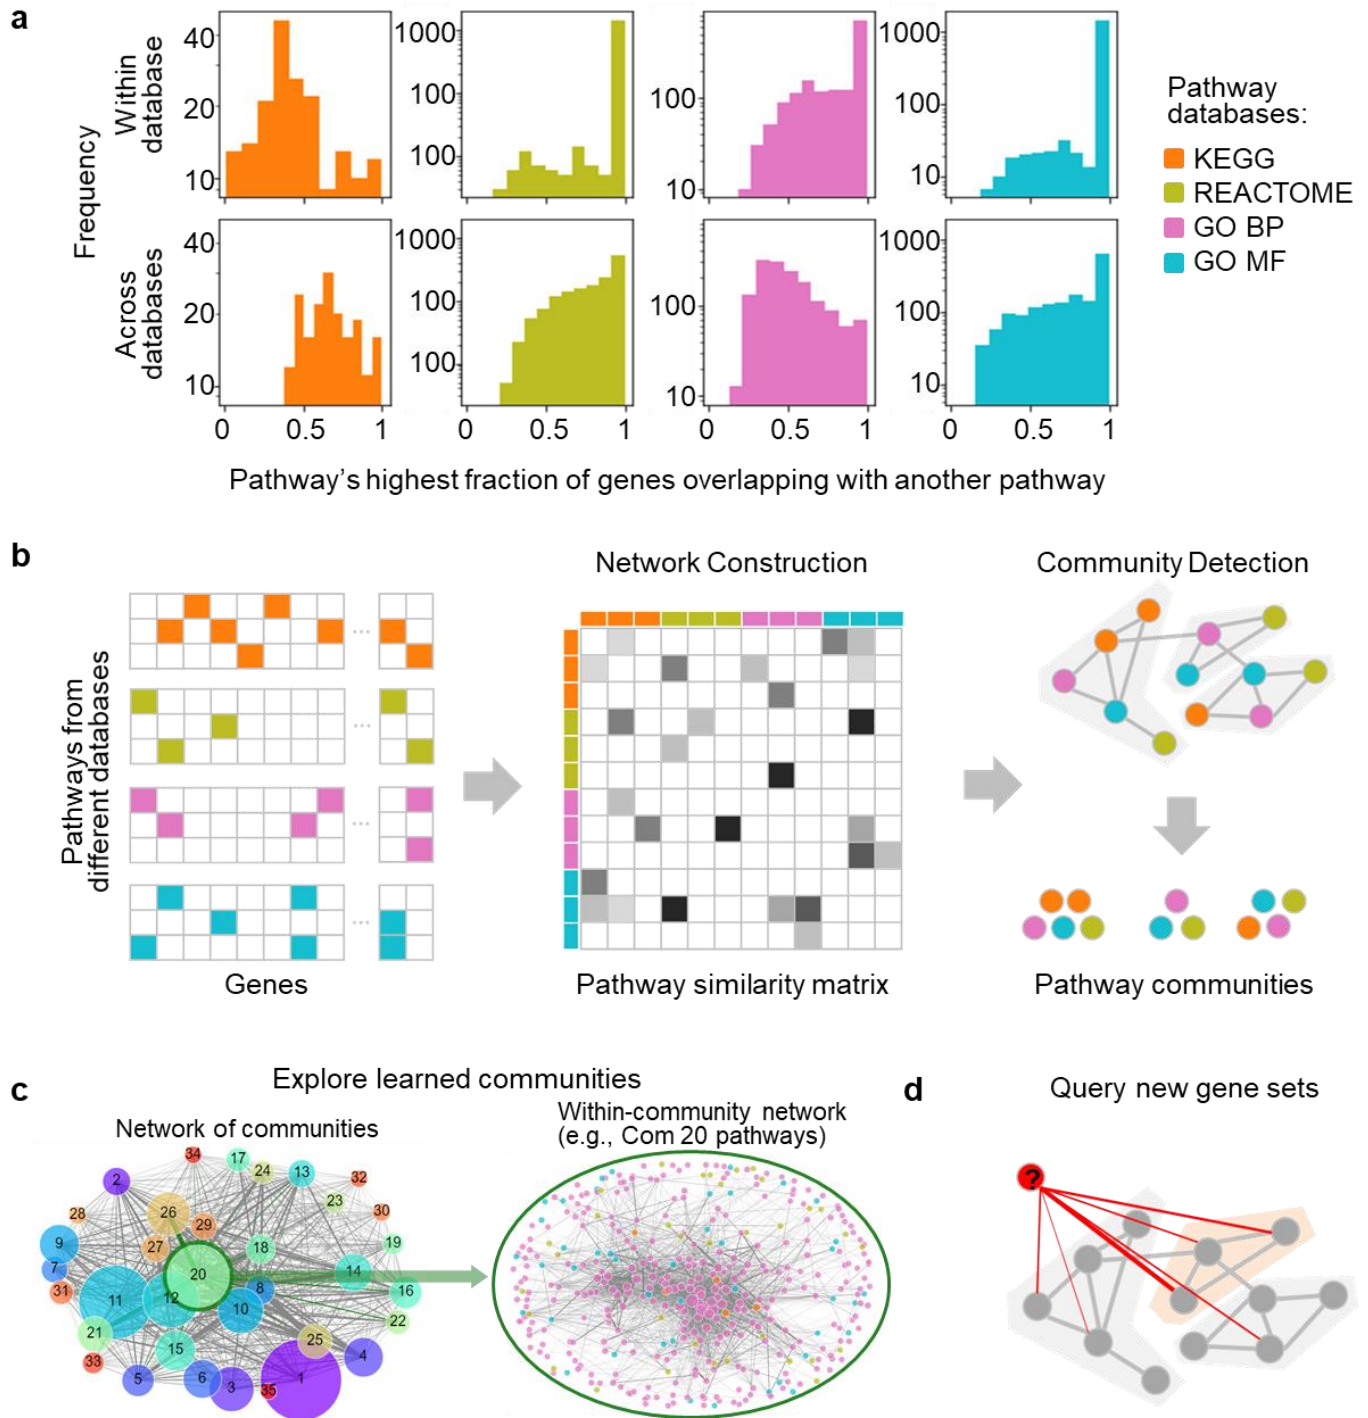 a
Within
database
Across
databases
Frequency
40
20
10
1000
100
100
100
10
1000
100
10
40
20
10
1000
100
100
100
10
1000
100
10
0
0.5
1
0
0.5
1
0
0.5
1
0
0.5
1
Pathway's highest fraction of genes overlapping with another pathway
Pathway
databases:
KEGG
REACTOME
GO BP
GO MF
b
Pathways from
different databases
...
...
...
...
Genes
Network Construction
Pathway similarity matrix
Community Detection
Pathway communities
c
Explore learned communities
Network of communities
Within-community network
(e.g., Com 20 pathways)
34
17
24
13
32
2
23
30
28
26
29
9
27
18
19
7
20
14
31
8
16
11
12
10
22
21
25
15
33
4
5
6
3
35
1
d
Query new gene sets
?